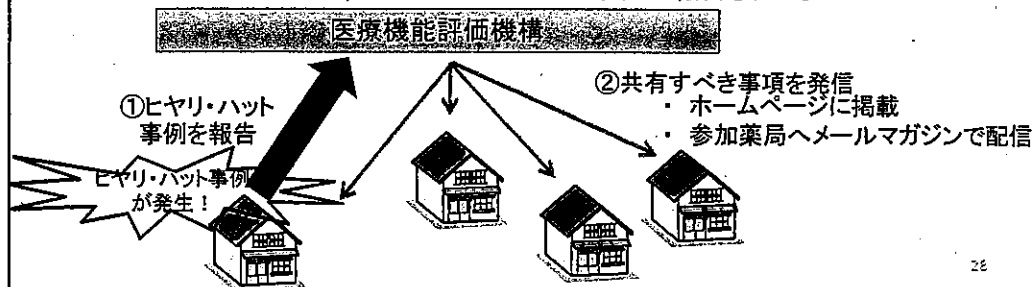 医療機能評価機構
①ヒヤリ・ハット
事例を報告
ヒヤリ・ハット事例
が発生!
②共有すべき事項を発信
・ ホームページに掲載
・ 参加薬局へメールマガジンで配信
28